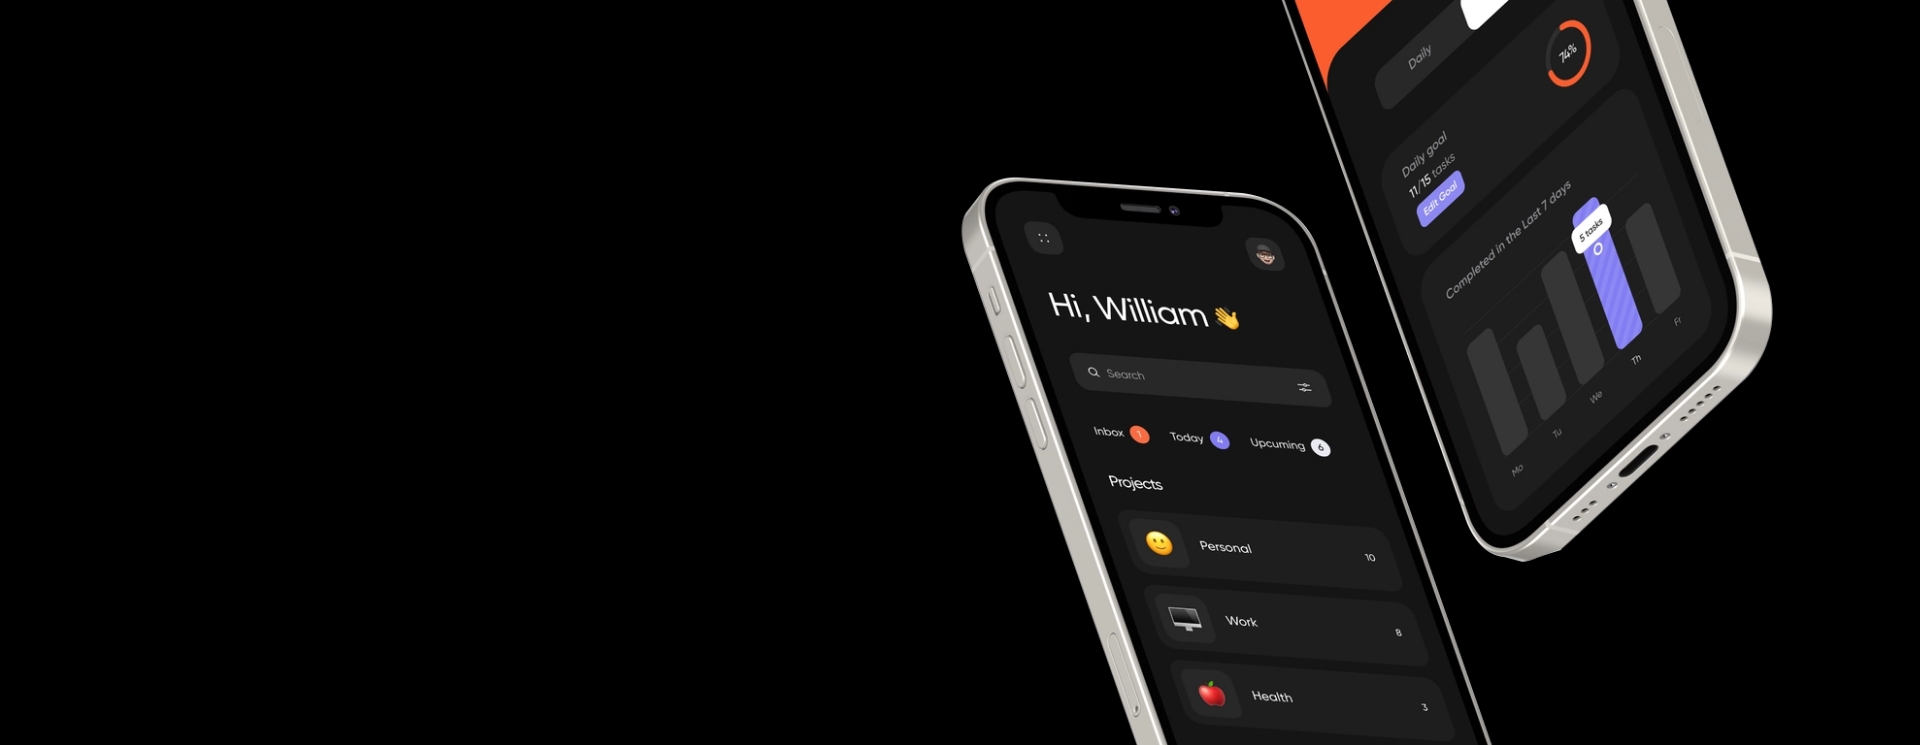 Hi, William 👋
Search
Inbox 1 Today 4 Upcuming 6
Projects
Personal 10
Work 8
Health 3
Daily
74%
Daily goal
11/15 tasks
Edit Goal
Completed in the Last 7 days
5 tasks
Mo Tu We Th Fr